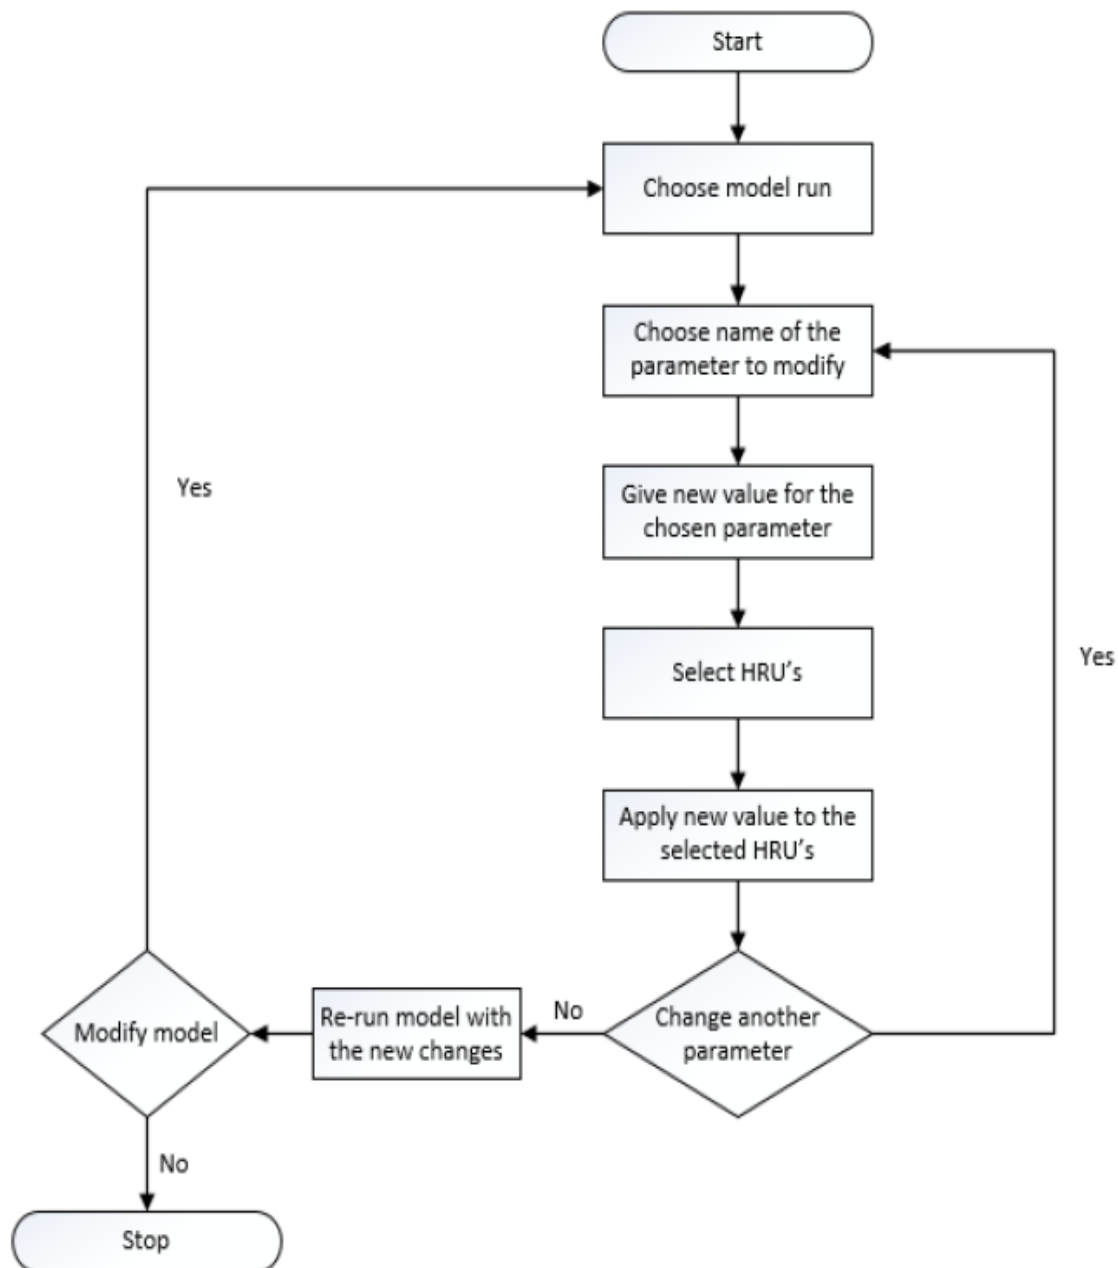 Start
Choose model run
Choose name of the
parameter to modify
Yes
Give new value for the
chosen parameter
Select HRU’s
Yes
Apply new value to the
selected HRU’s
Change another
parameter
No
Re-run model with
the new changes
Modify model
No
Stop